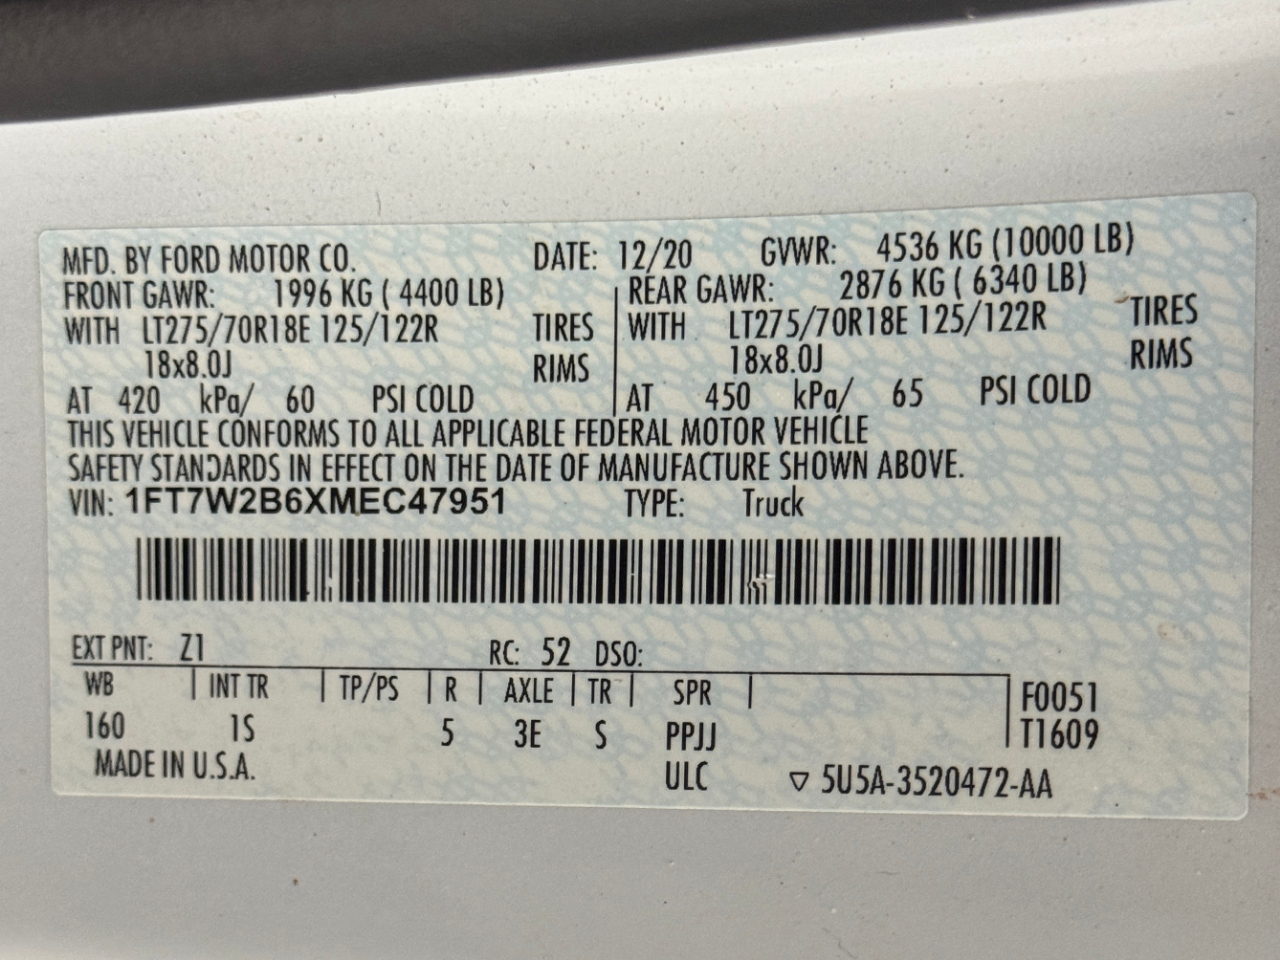 MFD. BY FORD MOTOR CO. DATE: 12/20 GVWR: 4536 KG (10000 LB)
FRONT GAWR: 1996 KG ( 4400 LB) REAR GAWR: 2876 KG ( 6340 LB)
WITH LT275/70R18E 125/122R TIRES WITH LT275/70R18E 125/122R TIRES
18x8.0J RIMS 18x8.0J RIMS
AT 420 kPa/ 60 PSI COLD AT 450 kPa/ 65 PSI COLD
THIS VEHICLE CONFORMS TO ALL APPLICABLE FEDERAL MOTOR VEHICLE
SAFETY STANDARDS IN EFFECT ON THE DATE OF MANUFACTURE SHOWN ABOVE.
VIN: 1FT7W2B6XMEC47951 TYPE: Truck
EXT PNT: Z1 RC: 52 DSO:
WB INT TR TP/PS R AXLE TR SPR F0051
160 1S 5 3E S PPJJ T1609
MADE IN U.S.A. ULC ▽ 5U5A-3520472-AA